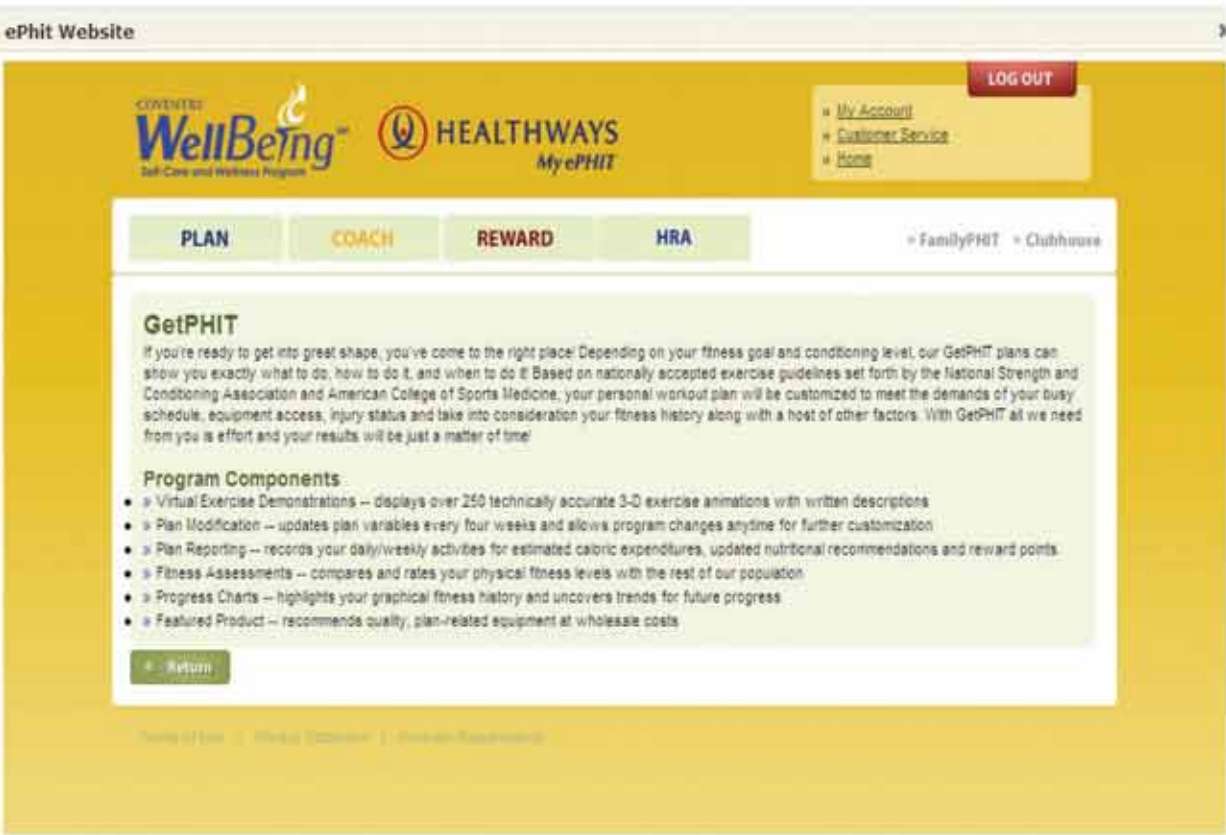 ePhit Website
LOG OUT
COVENTRY
WellBeing℠
Self-Care and Wellness Program
HEALTHWAYS
My ePHIT
» My Account
» Customer Service
» Home
PLAN
COACH
REWARD
HRA
» FamilyPHIT » Clubhouse
GetPHIT
If you're ready to get into great shape, you've come to the right place! Depending on your fitness goal and conditioning level, our GetPHIT plans can
show you exactly what to do, how to do it, and when to do it! Based on nationally accepted exercise guidelines set forth by the National Strength and
Conditioning Association and American College of Sports Medicine, your personal workout plan will be customized to meet the demands of your busy
schedule, equipment access, injury status and take into consideration your fitness history along with a host of other factors. With GetPHIT all we need
from you is effort and your results will be just a matter of time!
Program Components
• » Virtual Exercise Demonstrations -- displays over 250 technically accurate 3-D exercise animations with written descriptions
• » Plan Modification -- updates plan variables every four weeks and allows program changes anytime for further customization
• » Plan Reporting -- records your daily/weekly activities for estimated caloric expenditures, updated nutritional recommendations and reward points
• » Fitness Assessments -- compares and rates your physical fitness levels with the rest of our population
• » Progress Charts -- highlights your graphical fitness history and uncovers trends for future progress
• » Featured Product -- recommends quality, plan-related equipment at wholesale costs
« Return
Terms of Use | Privacy Statement |